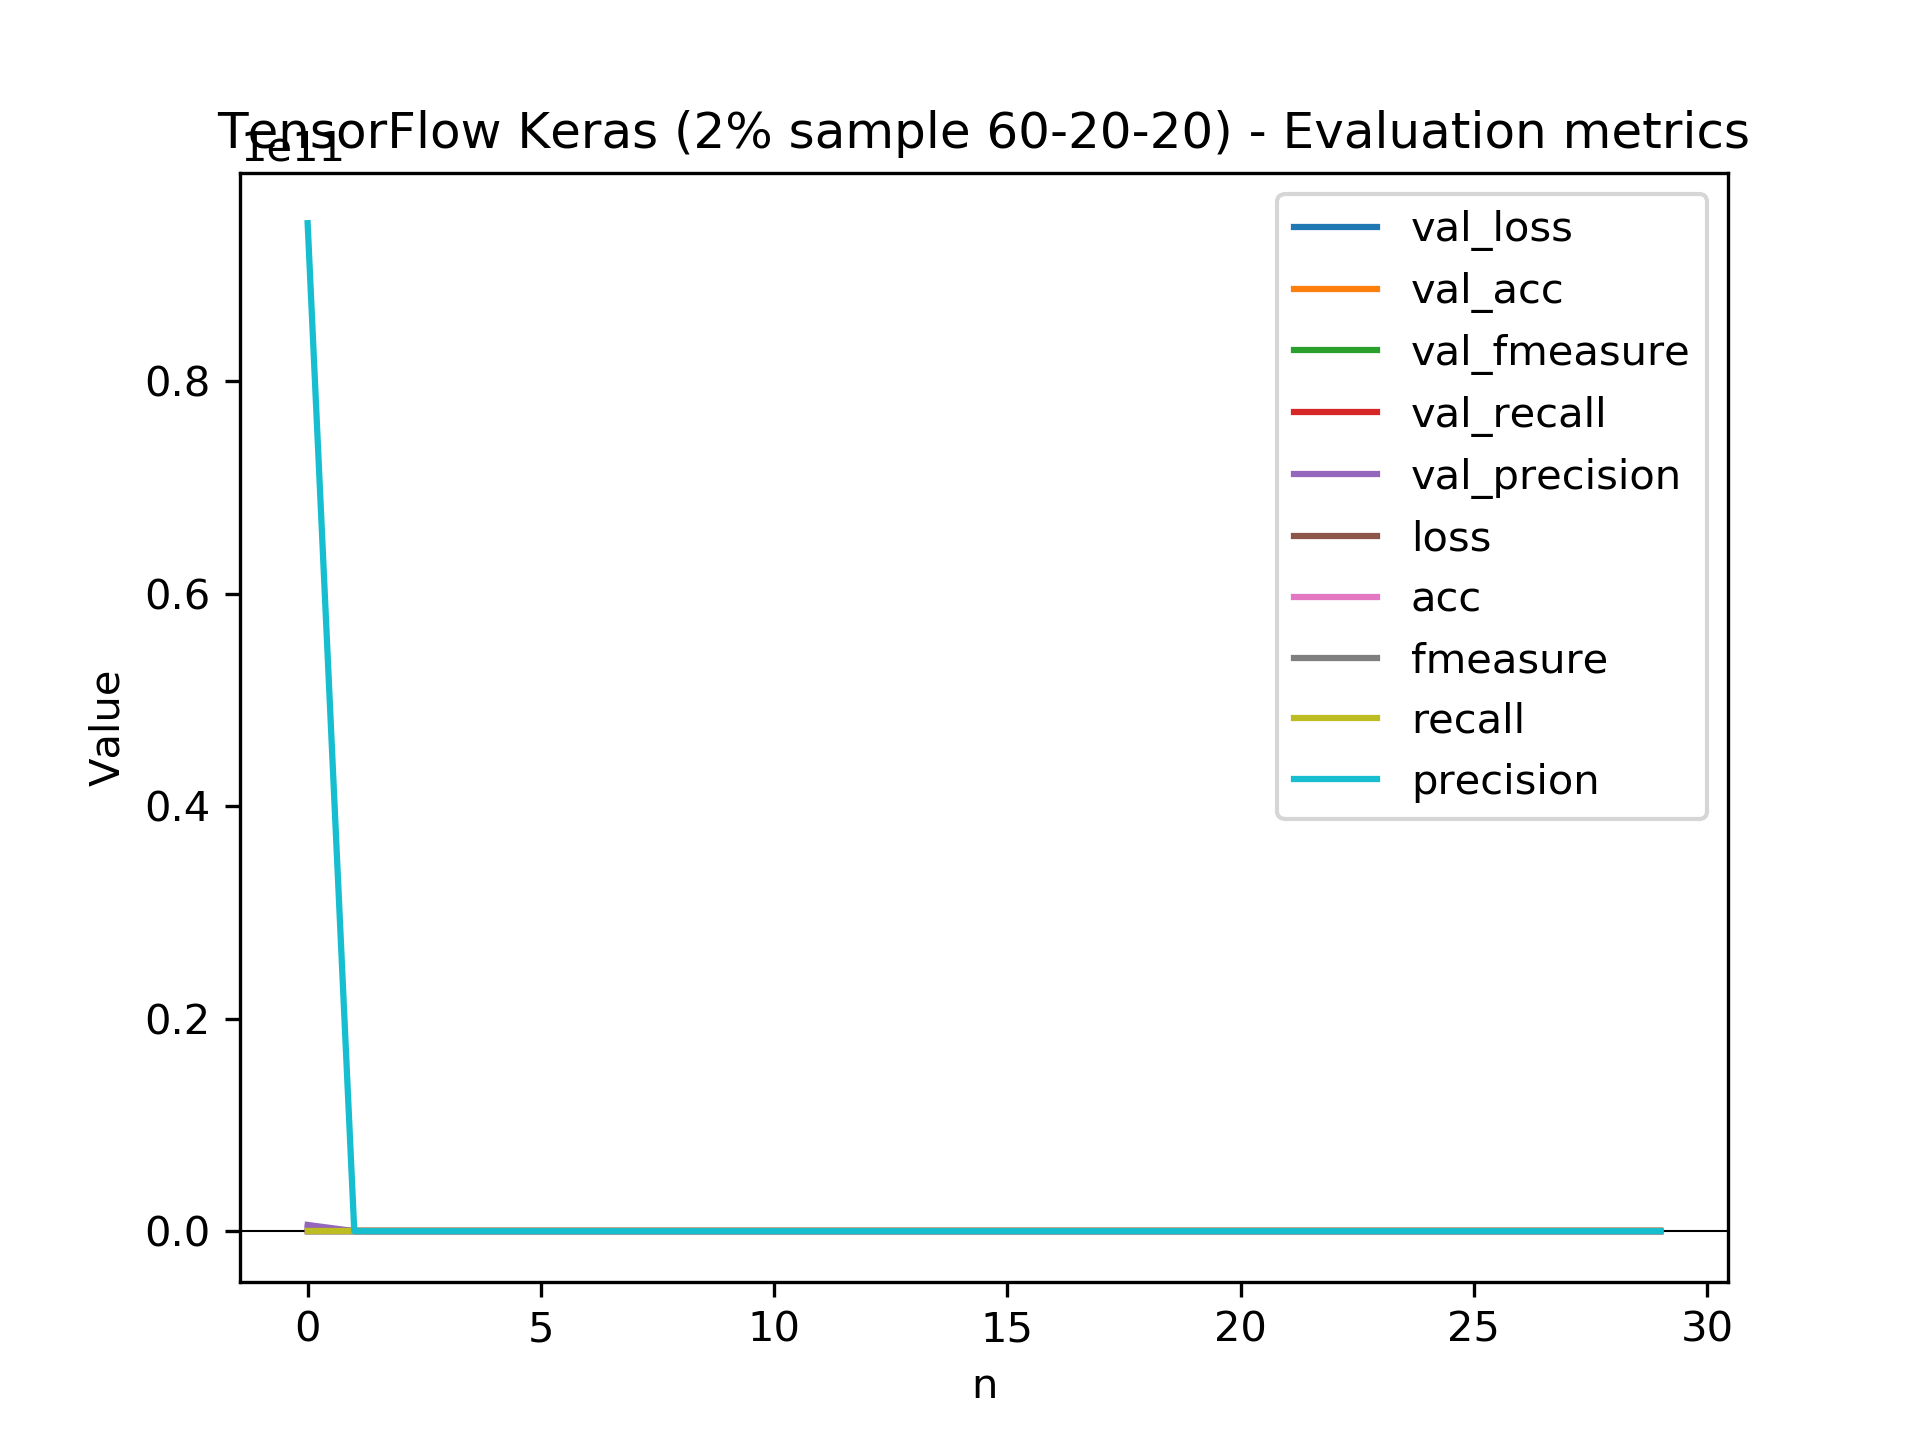 TensorFlow Keras (2% sample 60-20-20) - Evaluation metrics
1e11
val_loss
val_acc
val_fmeasure
val_recall
val_precision
loss
acc
fmeasure
recall
precision
0.8
0.6
0.4
0.2
0.0
Value
0 5 10 15 20 25 30
n